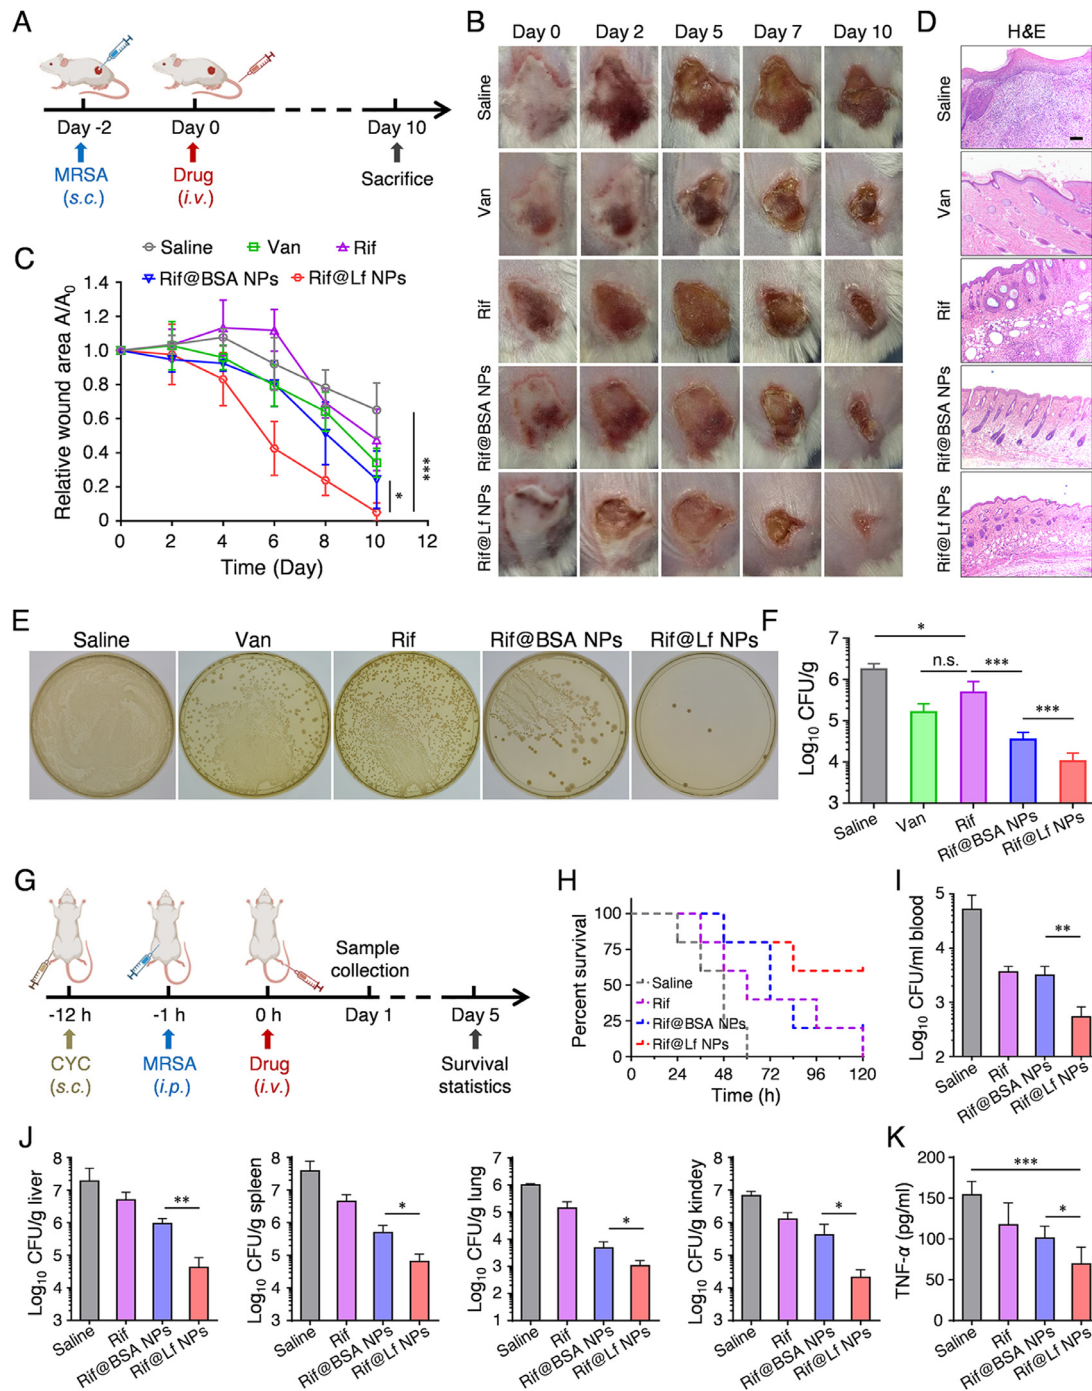 A
Day -2
Day 0
Day 10
MRSA
(s.c.)
Drug
(i.v.)
Sacrifice
B
Day 0
Day 2
Day 5
Day 7
Day 10
Saline
Van
Rif
Rif@BSA NPs
Rif@Lf NPs
D
H&E
Saline
Van
Rif
Rif@BSA NPs
Rif@Lf NPs
C
Saline
Van
Rif
Rif@BSA NPs
Rif@Lf NPs
Relative wound area A/A0
1.4
1.2
1.0
0.8
0.6
0.4
0.2
0
0 2 4 6 8 10 12
Time (Day)
*
***
E
Saline
Van
Rif
Rif@BSA NPs
Rif@Lf NPs
F
Log10 CFU/g
7
6
5
4
3
*
n.s.
***
***
Saline
Van
Rif
Rif@BSA NPs
Rif@Lf NPs
G
Sample
collection
-12 h
-1 h
0 h
Day 1
Day 5
CYC
(s.c.)
MRSA
(i.p.)
Drug
(i.v.)
Survival
statistics
H
Percent survival
100
75
50
25
0
Saline
Rif
Rif@BSA NPs
Rif@Lf NPs
0 24 48 72 96 120
Time (h)
I
Log10 CFU/ml blood
5
4
3
2
**
Saline
Rif
Rif@BSA NPs
Rif@Lf NPs
J
Log10 CFU/g liver
8
7
6
5
4
3
**
Saline
Rif
Rif@BSA NPs
Rif@Lf NPs
Log10 CFU/g spleen
8
7
6
5
4
3
*
Saline
Rif
Rif@BSA NPs
Rif@Lf NPs
Log10 CFU/g lung
7
6
5
4
3
2
1
*
Saline
Rif
Rif@BSA NPs
Rif@Lf NPs
Log10 CFU/g kindey
8
7
6
5
4
3
*
Saline
Rif
Rif@BSA NPs
Rif@Lf NPs
K
TNF-α (pg/ml)
200
150
100
50
0
***
*
Saline
Rif
Rif@BSA NPs
Rif@Lf NPs